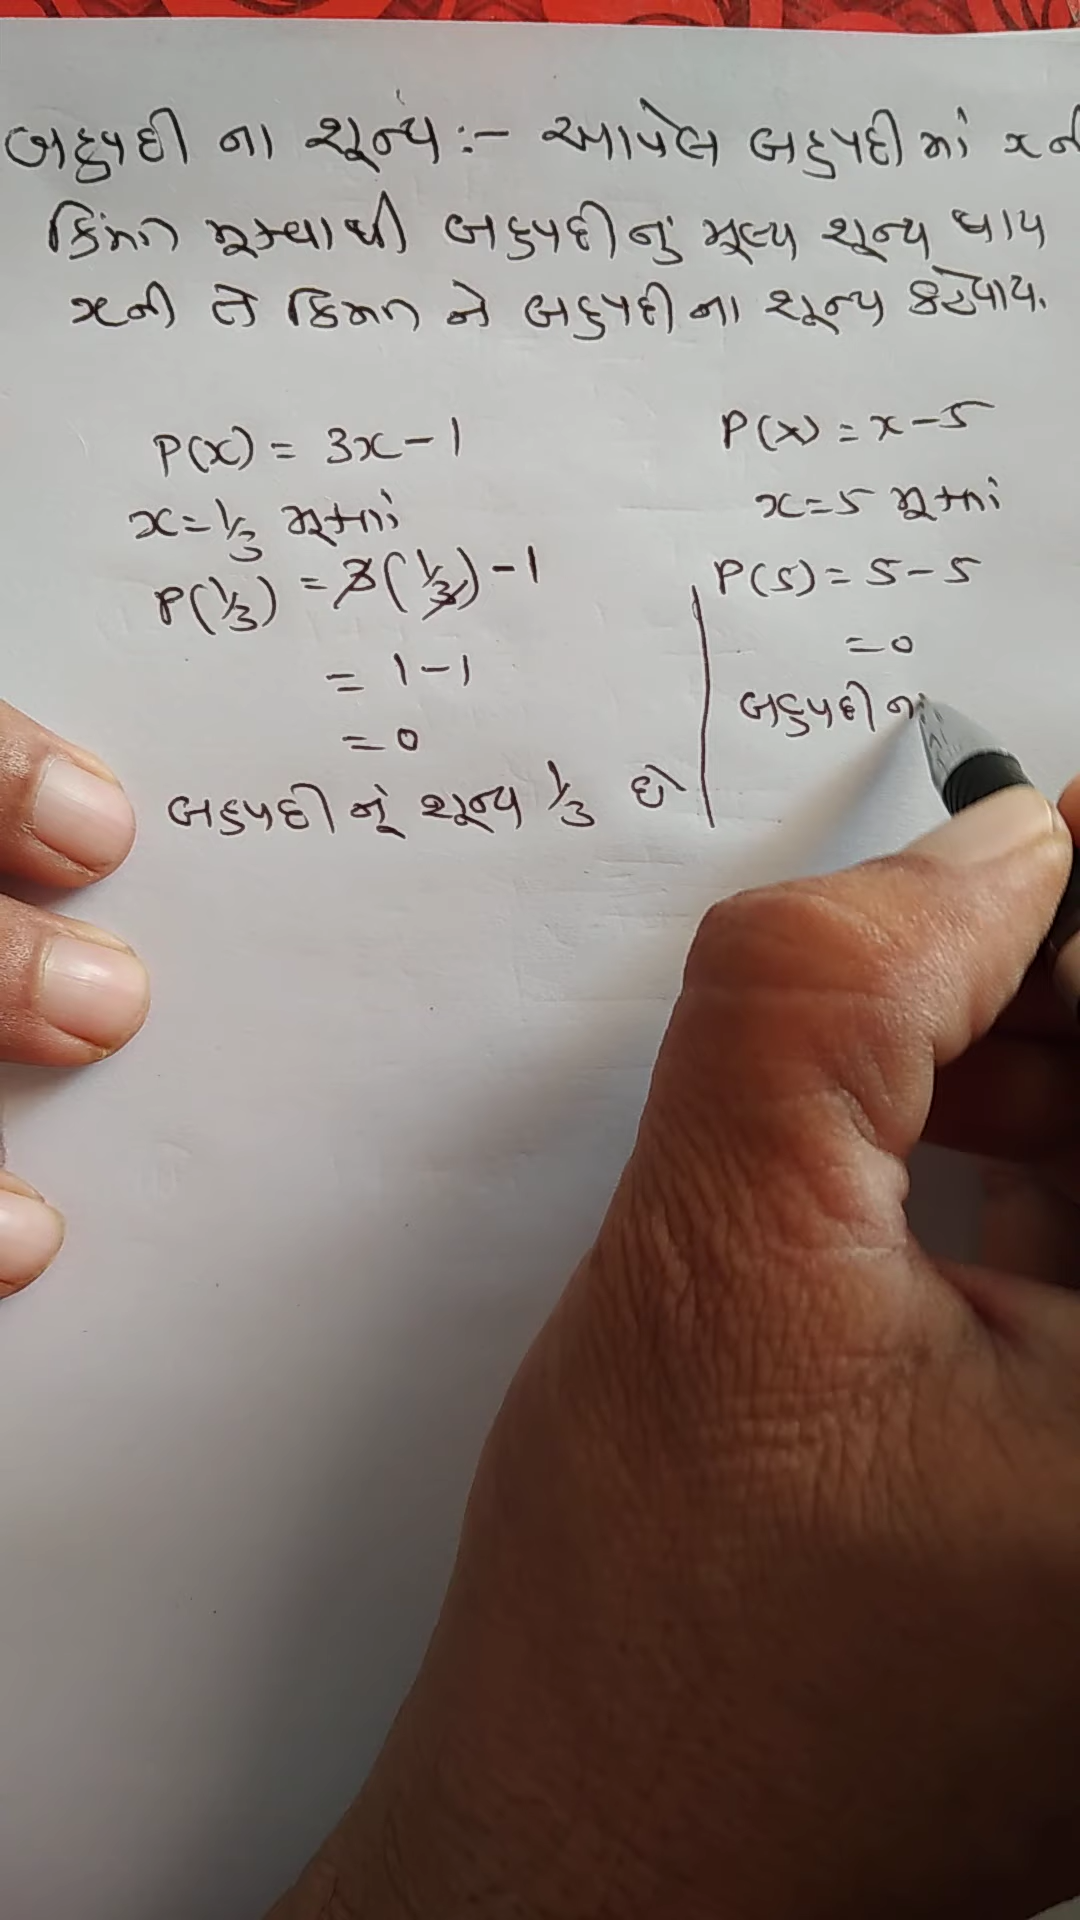 બહુપદી ના શૂન્ય :- આપેલ બહુપદી માં x ની
કિંમત મૂક્વાથી બહુપદીનું મૂલ્ય શૂન્ય થાય
xની તે કિંમત ને બહુપદીના શૂન્ય કહેવાય.
P(x) = 3x - 1
x = 1/3 મૂકતાં
P(1/3) = 3(1/3) - 1
= 1 - 1
= 0
બહુપદી નું શૂન્ય 1/3 છે
P(x) = x - 5
x = 5 મૂકતાં
P(5) = 5 - 5
= 0
બહુપદી